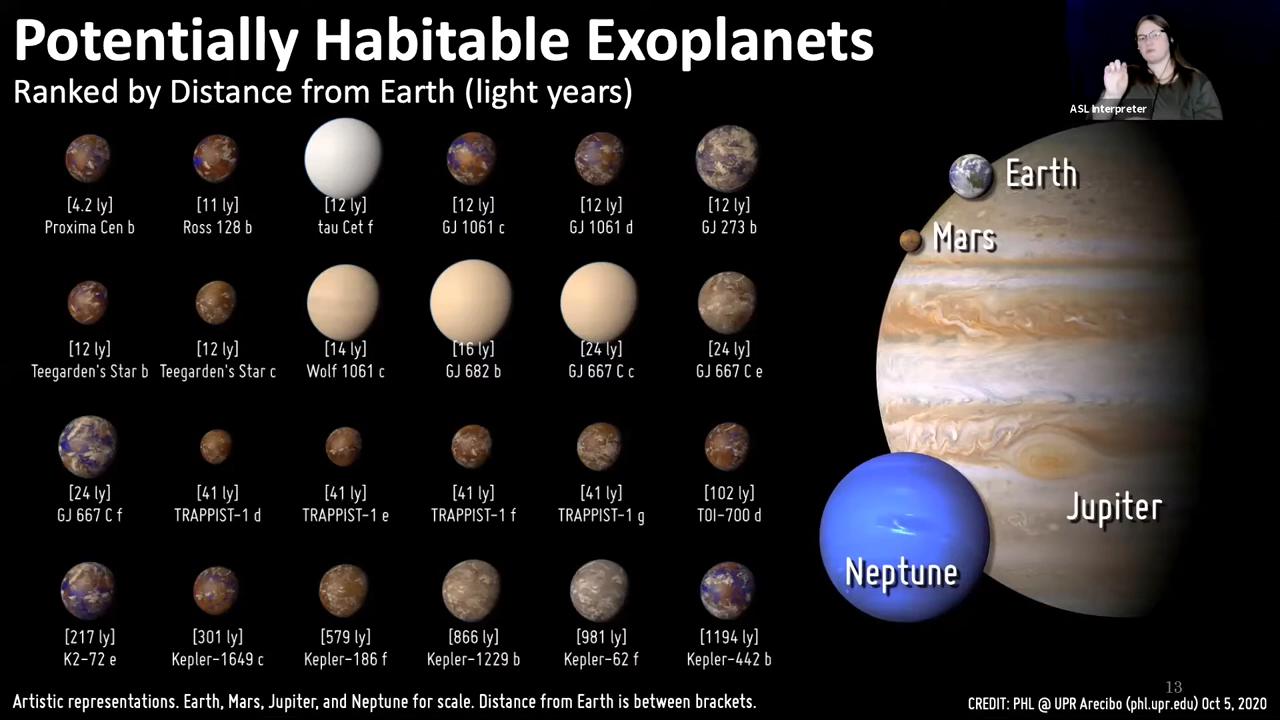 Potentially Habitable Exoplanets
Ranked by Distance from Earth (light years)
ASL Interpreter
[4.2 ly]
Proxima Cen b
[11 ly]
Ross 128 b
[12 ly]
tau Cet f
[12 ly]
GJ 1061 c
[12 ly]
GJ 1061 d
[12 ly]
GJ 273 b
[12 ly]
Teegarden's Star b
[12 ly]
Teegarden's Star c
[14 ly]
Wolf 1061 c
[16 ly]
GJ 682 b
[24 ly]
GJ 667 C c
[24 ly]
GJ 667 C e
[24 ly]
GJ 667 C f
[41 ly]
TRAPPIST-1 d
[41 ly]
TRAPPIST-1 e
[41 ly]
TRAPPIST-1 f
[41 ly]
TRAPPIST-1 g
[102 ly]
TOI-700 d
[217 ly]
K2-72 e
[301 ly]
Kepler-1649 c
[579 ly]
Kepler-186 f
[866 ly]
Kepler-1229 b
[981 ly]
Kepler-62 f
[1194 ly]
Kepler-442 b
Earth
Mars
Jupiter
Neptune
13
Artistic representations. Earth, Mars, Jupiter, and Neptune for scale. Distance from Earth is between brackets.
CREDIT: PHL @ UPR Arecibo (phl.upr.edu) Oct 5, 2020